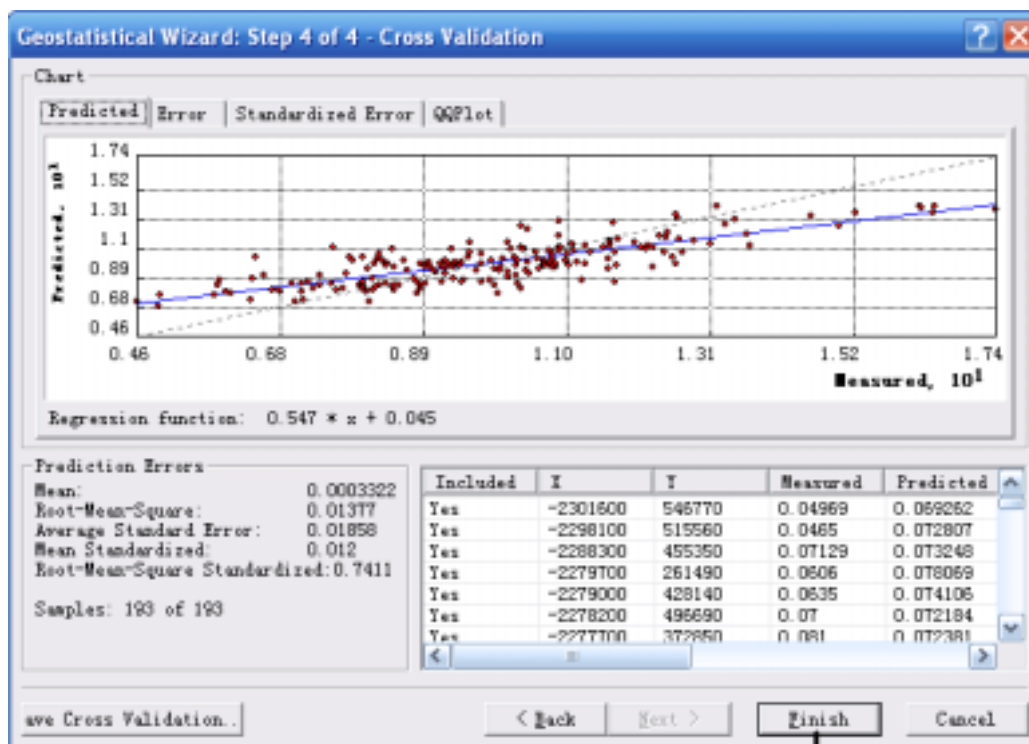 Geostatistical Wizard: Step 4 of 4 - Cross Validation
Chart
Predicted Error Standardized Error QQPlot
1.74
1.52
1.31
1.1
0.89
0.68
0.46
Predicted, 10¹
0.46 0.68 0.89 1.10 1.31 1.52 1.74
Measured, 10¹
Regression function: 0.547 * x + 0.045
Prediction Errors
Mean: 0.0003322
Root-Mean-Square: 0.01377
Average Standard Error: 0.01858
Mean Standardized: 0.012
Root-Mean-Square Standardized: 0.7411
Samples: 193 of 193
Included X Y Measured Predicted
Yes -2301600 546770 0.04969 0.069262
Yes -2298100 515560 0.0465 0.072807
Yes -2288300 455350 0.07129 0.073248
Yes -2279700 261490 0.0606 0.078069
Yes -2279000 428140 0.0635 0.074106
Yes -2278200 496690 0.07 0.072184
Yes -2277700 372850 0.081 0.072381
ave Cross Validation..
< Back Next > Finish Cancel